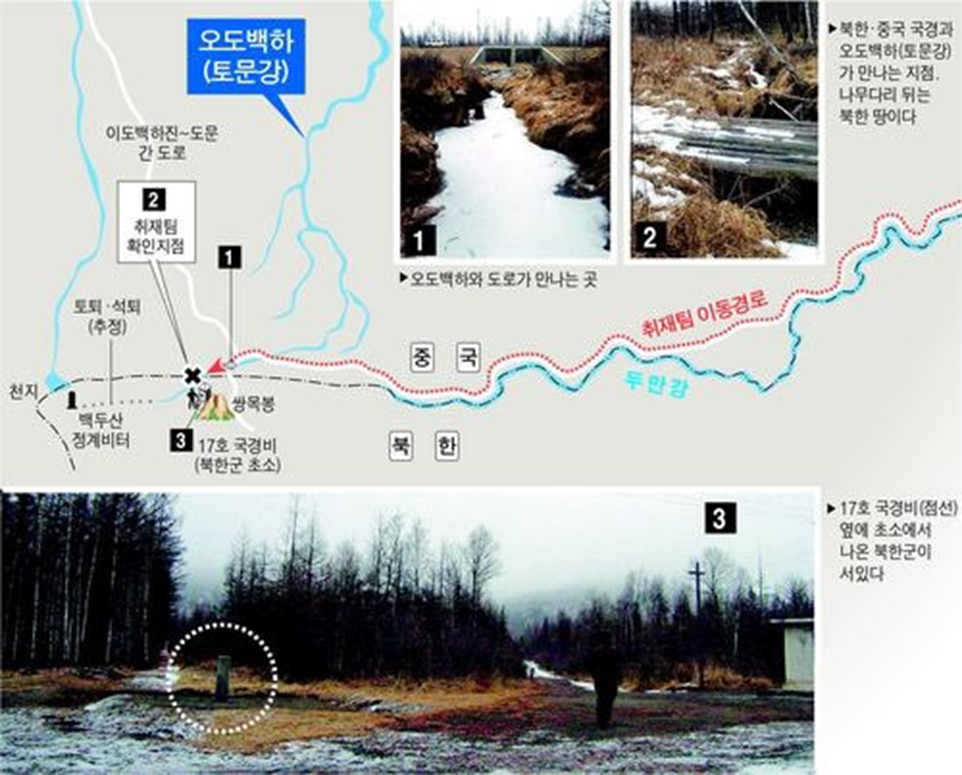 오도백하
(토문강)
이도백하진~도문
간 도로
2
취재팀
확인지점
1
토퇴·석퇴
(추정)
천지
백두산
정계비터
쌍목봉
3
17호 국경비
(북한군 초소)
중 국
북 한
취재팀 이동경로
두만강
1
▶오도백하와 도로가 만나는 곳
2
▶북한·중국 국경과
오도백하(토문강)
가 만나는 지점.
나무다리 뒤는
북한 땅이다
3
▶17호 국경비(점선)
옆에 초소에서
나온 북한군이
서있다